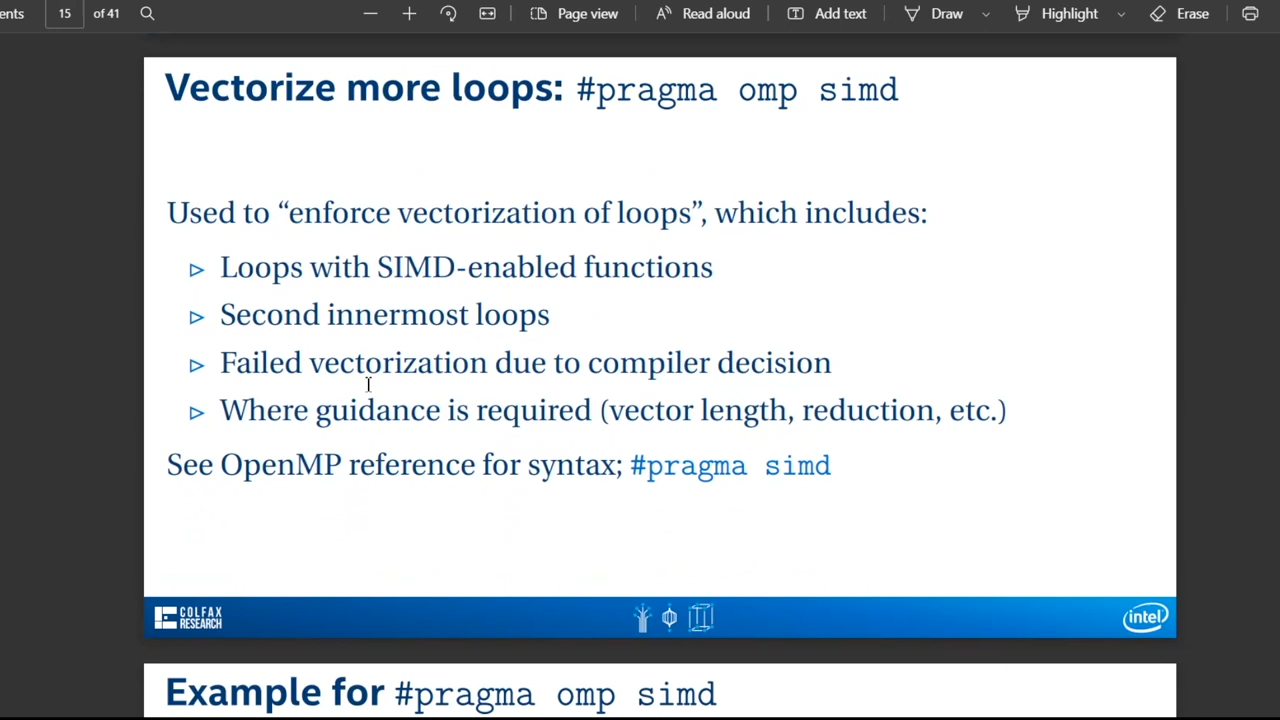 ents 15 of 41 Page view Read aloud Add text Draw Highlight Erase
Vectorize more loops: #pragma omp simd
Used to “enforce vectorization of loops”, which includes:
Loops with SIMD-enabled functions
Second innermost loops
Failed vectorization due to compiler decision
Where guidance is required (vector length, reduction, etc.)
See OpenMP reference for syntax; #pragma simd
COLFAX
RESEARCH
intel
Example for #pragma omp simd